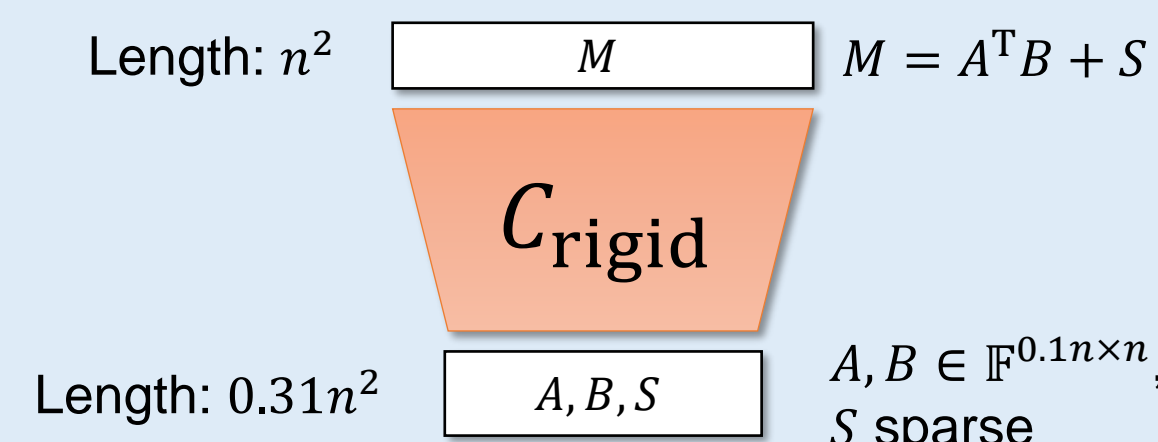 Length: n² M M = AᵀB + S
C_rigid
Length: 0.31n² A, B, S A, B ∈ 𝔽^{0.1n×n},
S sparse